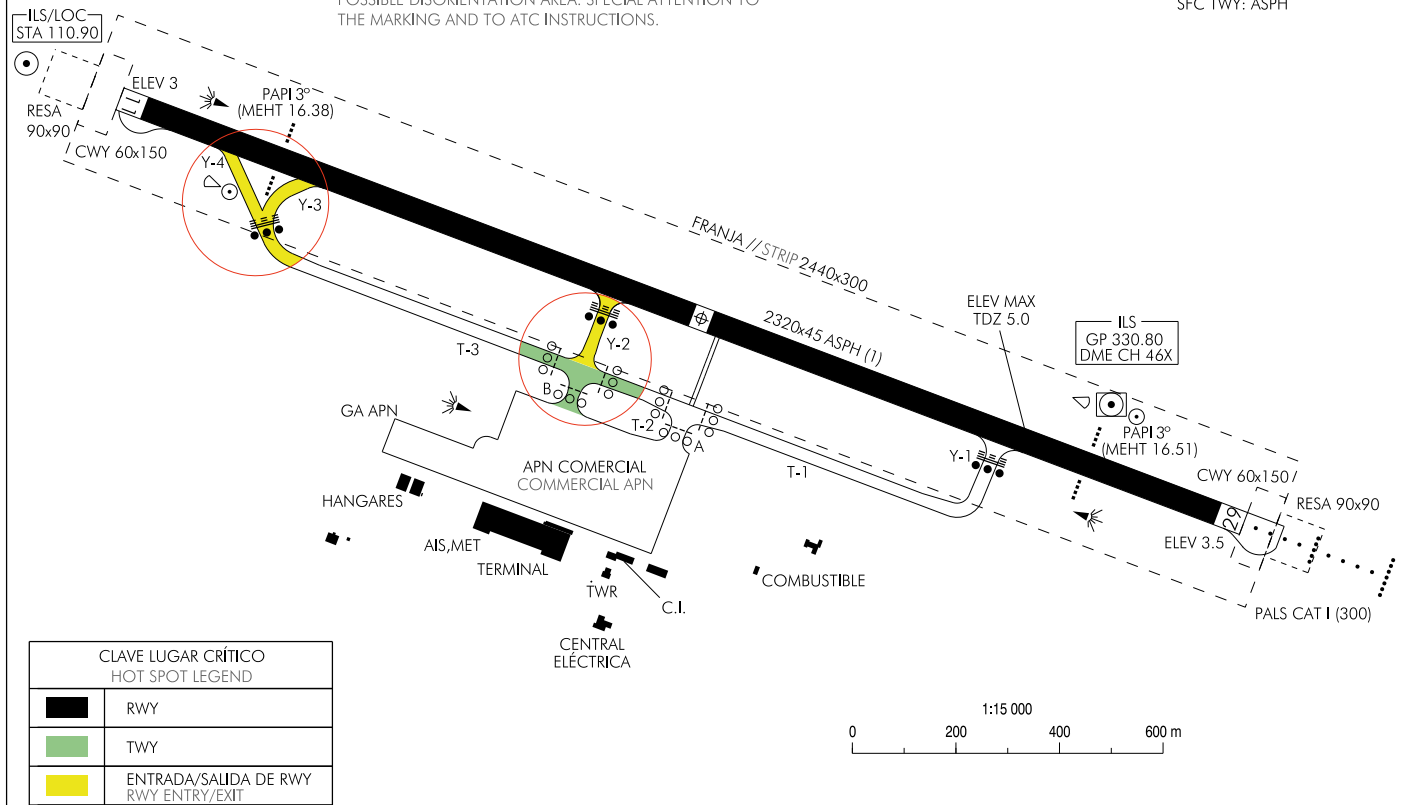 POSSIBLE DISORIENTATION AREA. SPECIAL ATTENTION TO
THE MARKING AND TO ATC INSTRUCTIONS.
SFC TWY: ASPH
ILS/LOC
STA 110.90
ELEV 3
PAPI 3°
(MEHT 16.38)
RESA
90x90
CWY 60x150
Y-4
Y-3
FRANJA // STRIP 2440x300
ELEV MAX
TDZ 5.0
ILS
GP 330.80
DME CH 46X
2320x45 ASPH (1)
Y-2
T-3
B
GA APN
T-2
A
PAPI 3°
(MEHT 16.51)
Y-1
T-1
CWY 60x150
RESA 90x90
APN COMERCIAL
COMMERCIAL APN
HANGARES
29
ELEV 3.5
AIS,MET
TERMINAL
TWR
C.I.
COMBUSTIBLE
PALS CAT I (300)
CENTRAL
ELÉCTRICA
CLAVE LUGAR CRÍTICO
HOT SPOT LEGEND
RWY
TWY
ENTRADA/SALIDA DE RWY
RWY ENTRY/EXIT
1:15 000
0 200 400 600 m